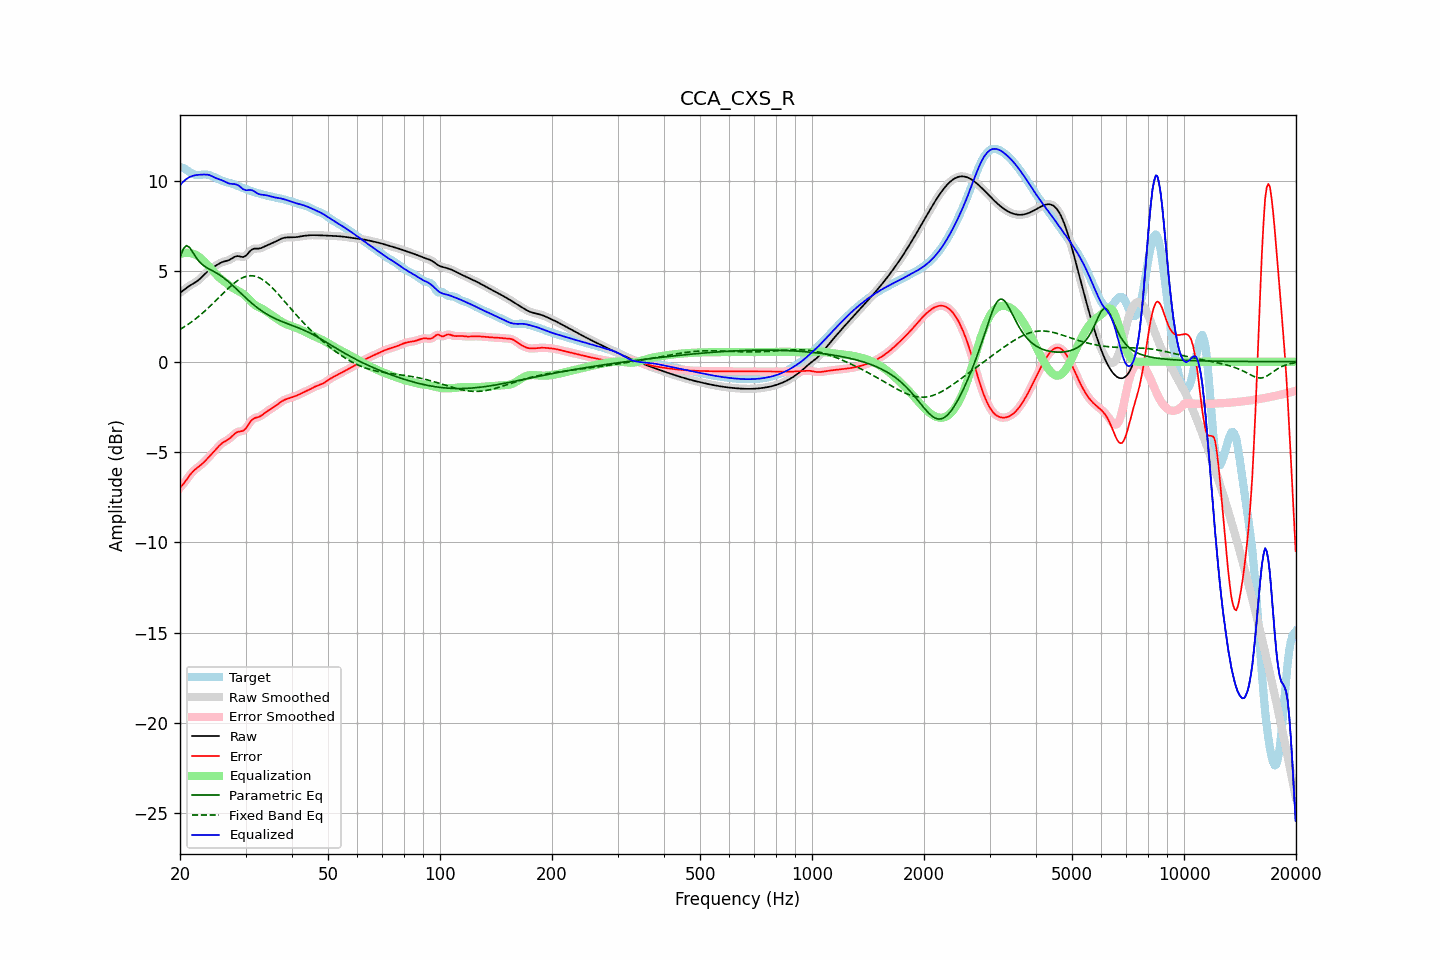 CCA_CXS_R
Amplitude (dBr)
10
5
0
−5
−10
−15
−20
−25
Target
Raw Smoothed
Error Smoothed
Raw
Error
Equalization
Parametric Eq
Fixed Band Eq
Equalized
20 50 100 200 500 1000 2000 5000 10000 20000
Frequency (Hz)